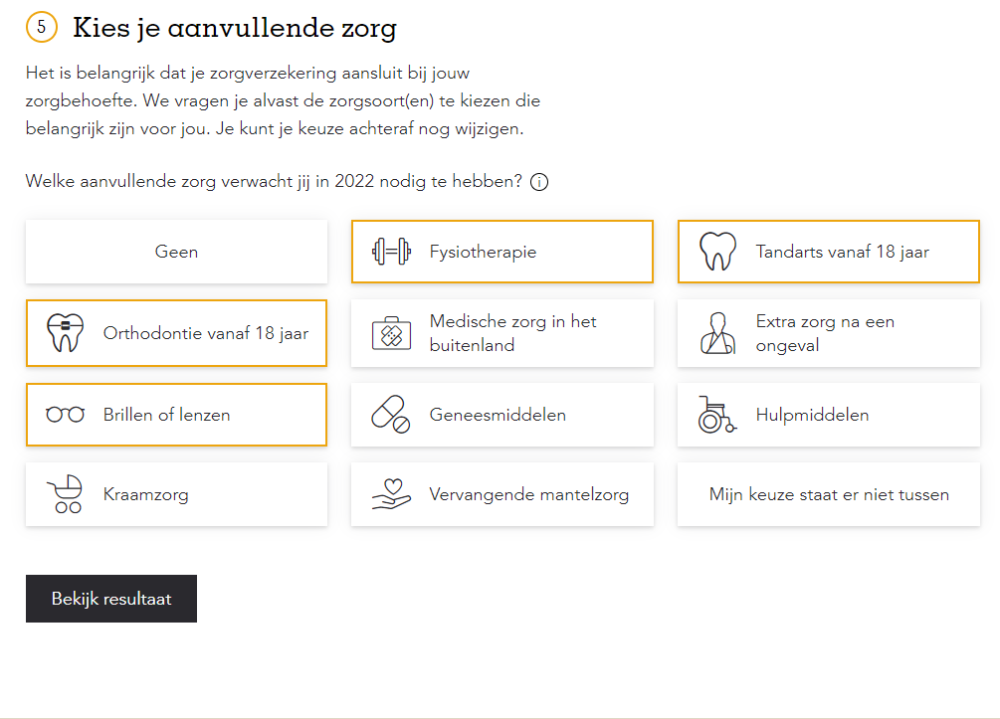 5 Kies je aanvullende zorg
Het is belangrijk dat je zorgverzekering aansluit bij jouw
zorgbehoefte. We vragen je alvast de zorgsoort(en) te kiezen die
belangrijk zijn voor jou. Je kunt je keuze achteraf nog wijzigen.
Welke aanvullende zorg verwacht jij in 2022 nodig te hebben? i
Geen
Fysiotherapie
Tandarts vanaf 18 jaar
Orthodontie vanaf 18 jaar
Medische zorg in het
buitenland
Extra zorg na een
ongeval
Brillen of lenzen
Geneesmiddelen
Hulpmiddelen
Kraamzorg
Vervangende mantelzorg
Mijn keuze staat er niet tussen
Bekijk resultaat